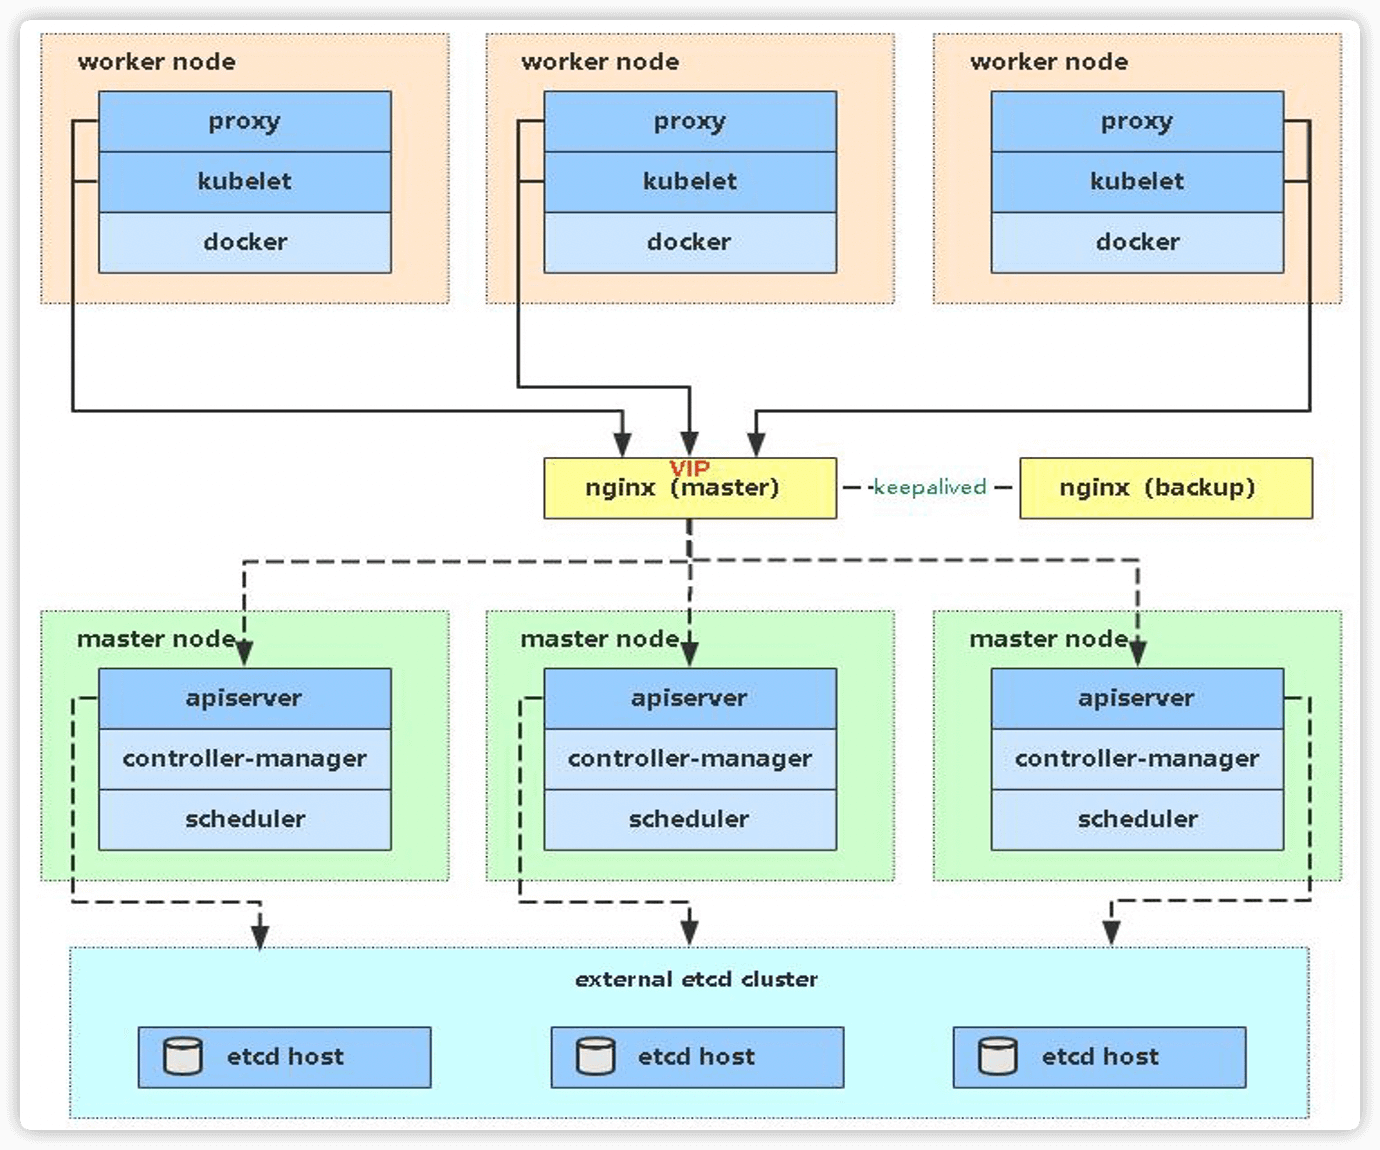 worker node
proxy
kubelet
docker
worker node
proxy
kubelet
docker
worker node
proxy
kubelet
docker
VIP
nginx (master)
keepalived
nginx (backup)
master node
apiserver
controller-manager
scheduler
master node
apiserver
controller-manager
scheduler
master node
apiserver
controller-manager
scheduler
external etcd cluster
etcd host
etcd host
etcd host